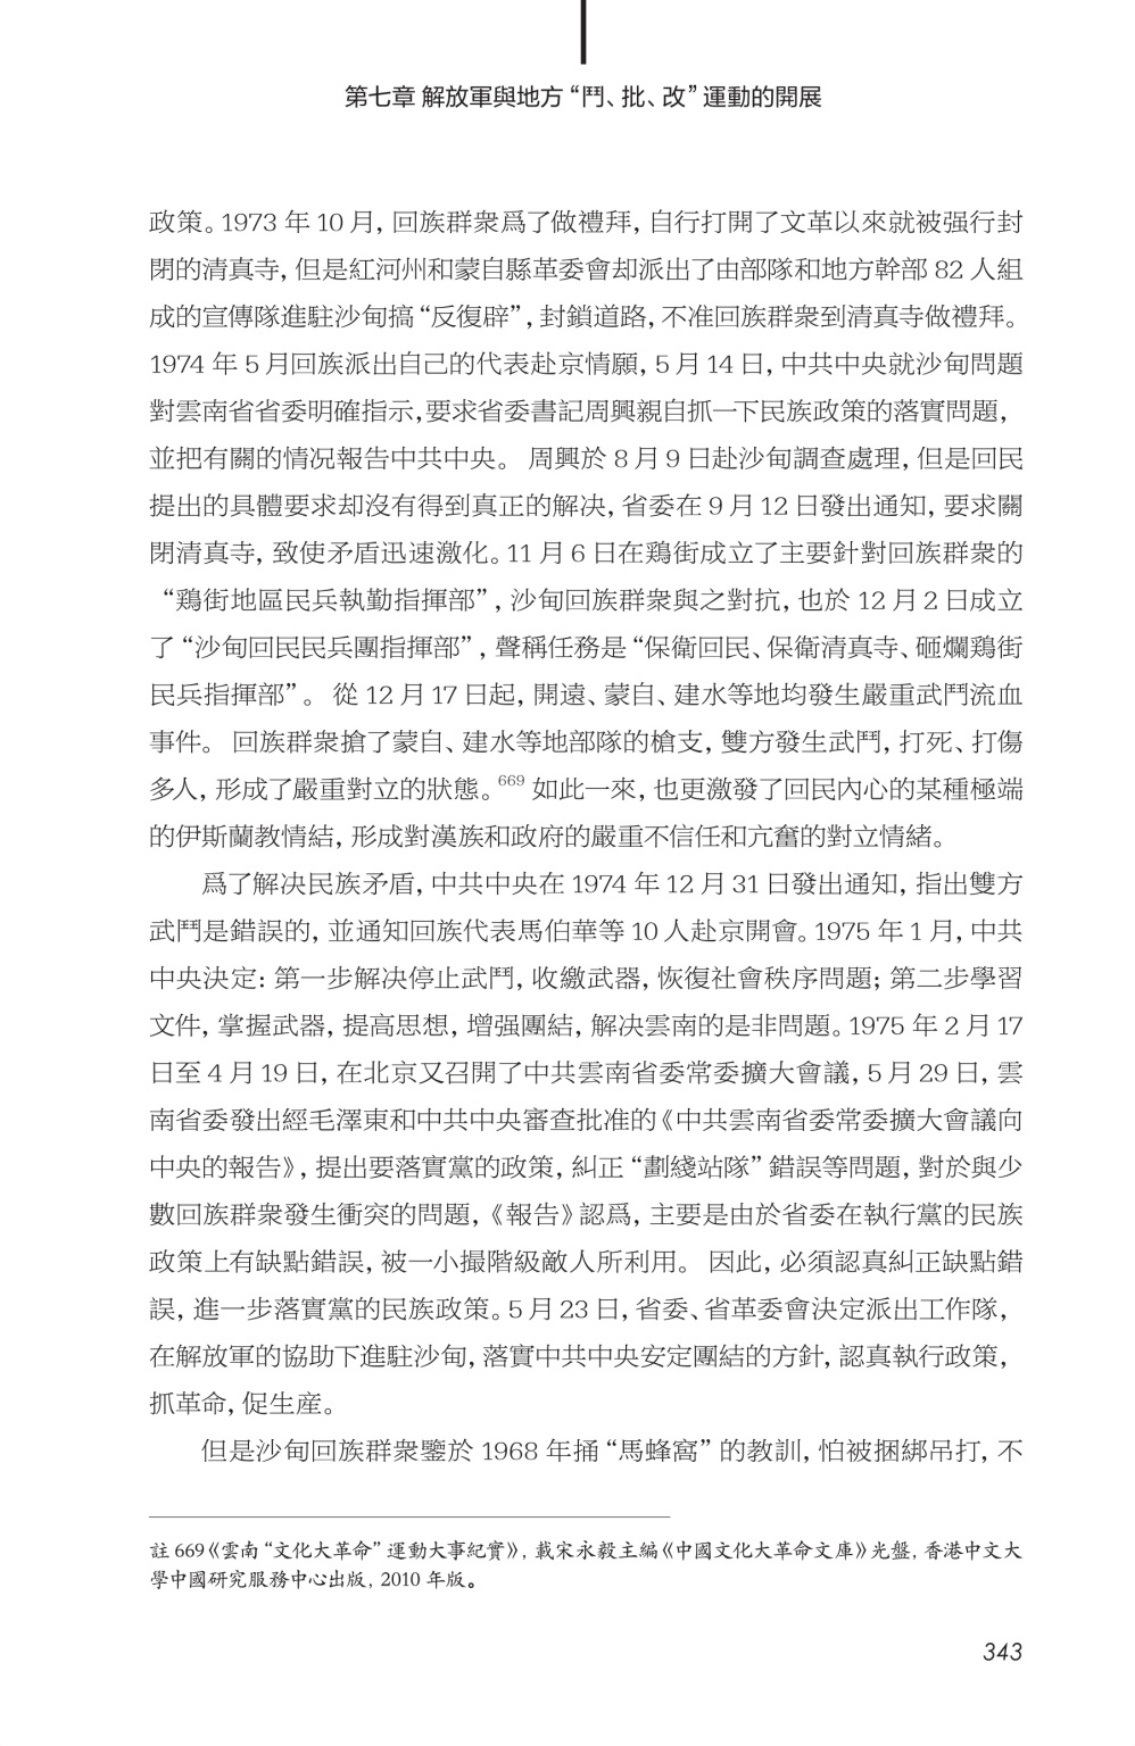 第七章 解放軍與地方“鬥、批、改”運動的開展
政策。1973 年 10 月, 回族群衆爲了做禮拜, 自行打開了文革以來就被强行封
閉的清真寺, 但是紅河州和蒙自縣革委會却派出了由部隊和地方幹部 82 人組
成的宣傳隊進駐沙甸搞“反復辟”, 封鎖道路, 不准回族群衆到清真寺做禮拜。
1974 年 5 月回族派出自己的代表赴京情願, 5 月 14 日, 中共中央就沙甸問題
對雲南省省委明確指示,要求省委書記周興親自抓一下民族政策的落實問題,
並把有關的情况報告中共中央。 周興於 8 月 9 日赴沙甸調查處理, 但是回民
提出的具體要求却沒有得到真正的解决, 省委在 9 月 12 日發出通知, 要求關
閉清真寺, 致使矛盾迅速激化。11 月 6 日在鶏街成立了主要針對回族群衆的
“鶏街地區民兵執勤指揮部”, 沙甸回族群衆與之對抗, 也於 12 月 2 日成立
了“沙甸回民民兵團指揮部”, 聲稱任務是“保衛回民、保衛清真寺、砸爛鶏街
民兵指揮部”。 從 12 月 17 日起, 開遠、蒙自、建水等地均發生嚴重武鬥流血
事件。 回族群衆搶了蒙自、建水等地部隊的槍支, 雙方發生武鬥, 打死、打傷
多人, 形成了嚴重對立的狀態。669 如此一來, 也更激發了回民內心的某種極端
的伊斯蘭教情結, 形成對漢族和政府的嚴重不信任和亢奮的對立情緒。
爲了解决民族矛盾, 中共中央在 1974 年 12 月 31 日發出通知, 指出雙方
武鬥是錯誤的, 並通知回族代表馬伯華等 10 人赴京開會。1975 年 1 月, 中共
中央決定: 第一步解决停止武鬥, 收繳武器, 恢復社會秩序問題; 第二步學習
文件, 掌握武器, 提高思想, 增强團結, 解决雲南的是非問題。1975 年 2 月 17
日至 4 月 19 日, 在北京又召開了中共雲南省委常委擴大會議, 5 月 29 日, 雲
南省委發出經毛澤東和中共中央審查批准的《中共雲南省委常委擴大會議向
中央的報告》, 提出要落實黨的政策, 糾正“劃綫站隊”錯誤等問題, 對於與少
數回族群衆發生衝突的問題,《報告》認爲, 主要是由於省委在執行黨的民族
政策上有缺點錯誤, 被一小撮階級敵人所利用。 因此, 必須認真糾正缺點錯
誤, 進一步落實黨的民族政策。5 月 23 日, 省委、省革委會決定派出工作隊,
在解放軍的協助下進駐沙甸, 落實中共中央安定團結的方針, 認真執行政策,
抓革命, 促生産。
但是沙甸回族群衆鑒於 1968 年捅“馬蜂窩”的教訓, 怕被捆綁吊打, 不
註 669《雲南“文化大革命”運動大事紀實》, 載宋永毅主編《中國文化大革命文庫》光盤, 香港中文大
學中國研究服務中心出版, 2010 年版。
343